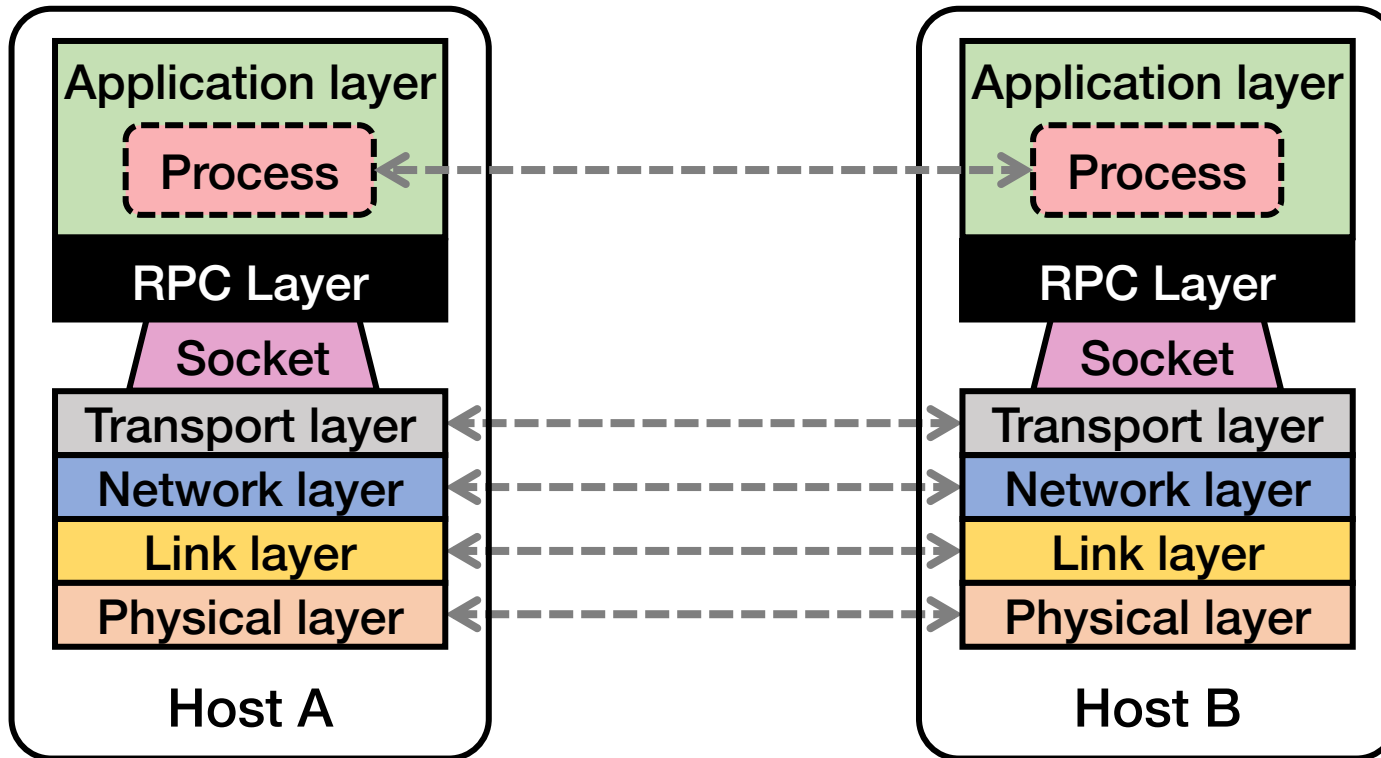 Application layer
Process
RPC Layer
Socket
Transport layer
Network layer
Link layer
Physical layer
Host A
Application layer
Process
RPC Layer
Socket
Transport layer
Network layer
Link layer
Physical layer
Host B